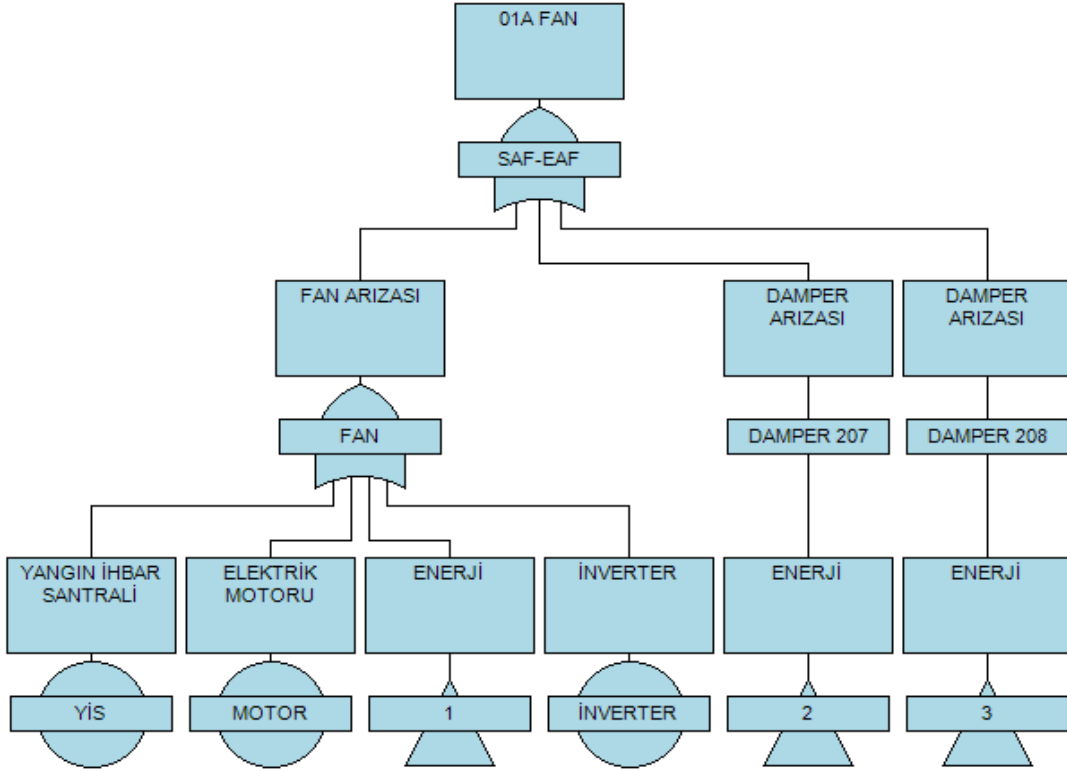 01A FAN
SAF-EAF
FAN ARIZASI
DAMPER
ARIZASI
DAMPER
ARIZASI
FAN
DAMPER 207
DAMPER 208
YANGIN İHBAR
SANTRALİ
ELEKTRİK
MOTORU
ENERJİ
İNVERTER
ENERJİ
ENERJİ
YİS
MOTOR
1
İNVERTER
2
3